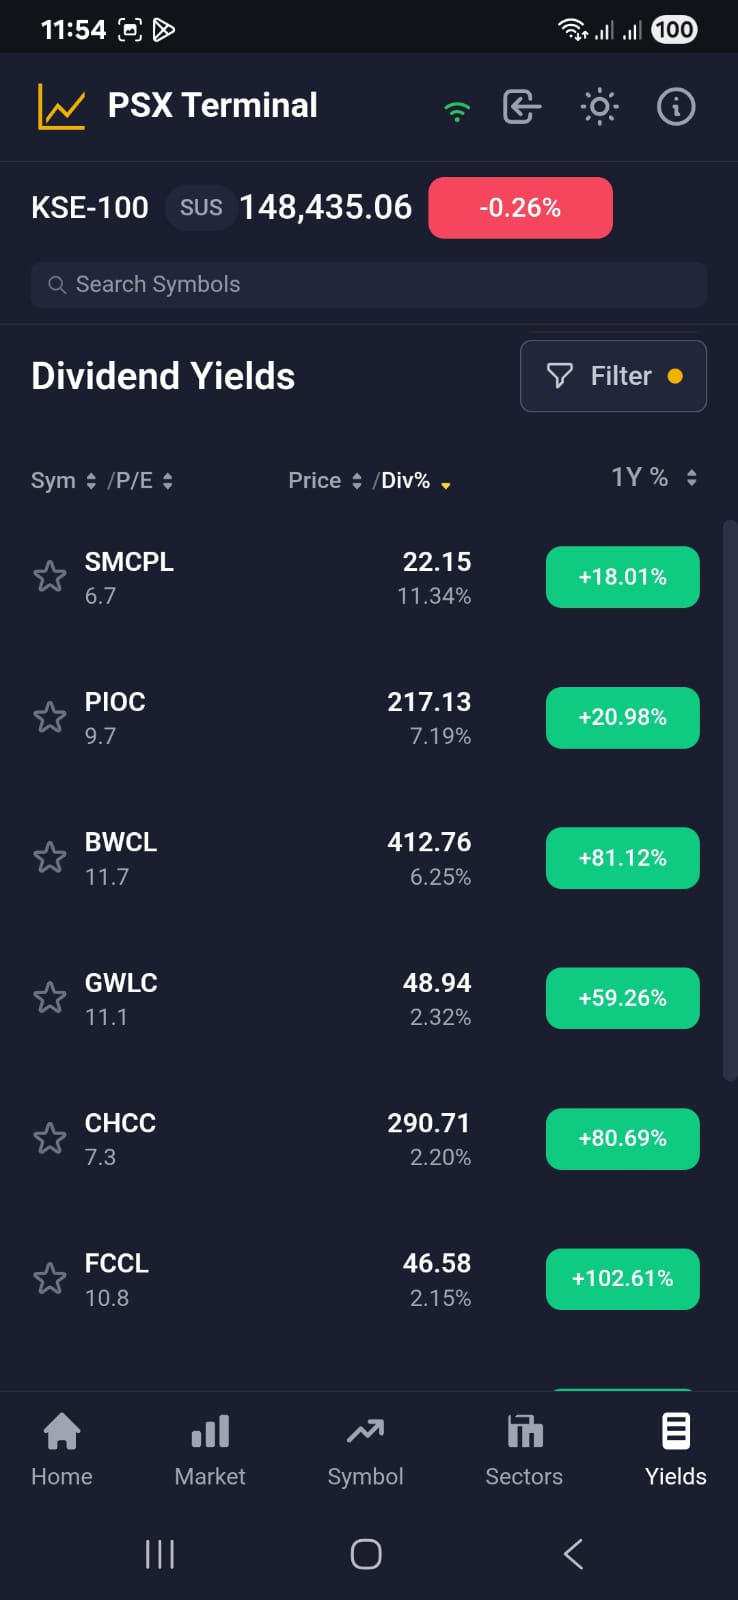 11:54 100
PSX Terminal
KSE-100 SUS 148,435.06 -0.26%
Search Symbols
Dividend Yields Filter
Sym /P/E Price /Div% 1Y %
SMCPL 22.15 +18.01%
6.7 11.34%
PIOC 217.13 +20.98%
9.7 7.19%
BWCL 412.76 +81.12%
11.7 6.25%
GWLC 48.94 +59.26%
11.1 2.32%
CHCC 290.71 +80.69%
7.3 2.20%
FCCL 46.58 +102.61%
10.8 2.15%
Home Market Symbol Sectors Yields